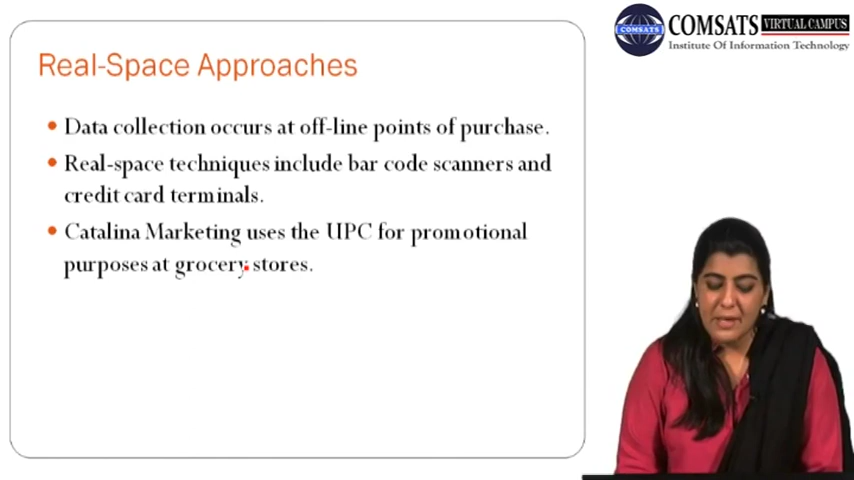 COMSATS VIRTUAL CAMPUS
COMSATS
Institute Of Information Technology
Real-Space Approaches
Data collection occurs at off-line points of purchase.
Real-space techniques include bar code scanners and
credit card terminals.
Catalina Marketing uses the UPC for promotional
purposes at grocery stores.